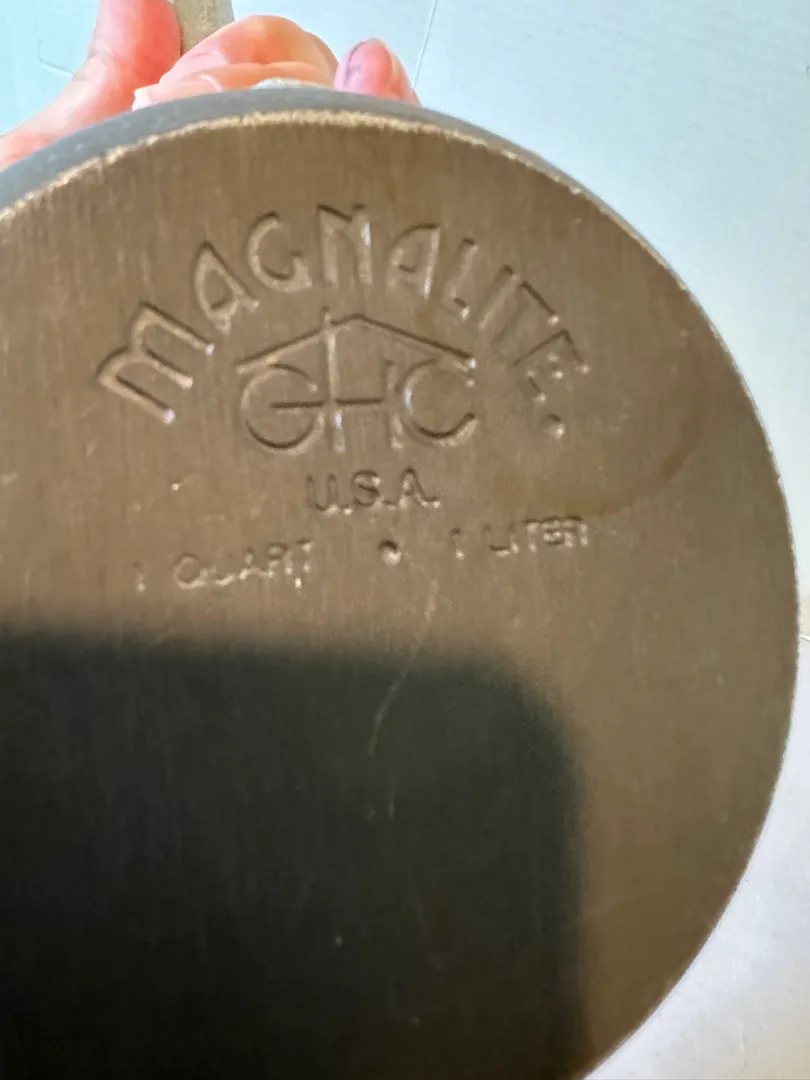 MAGNALITE.
GHC
U.S.A.
1 QUART • 1 LITER